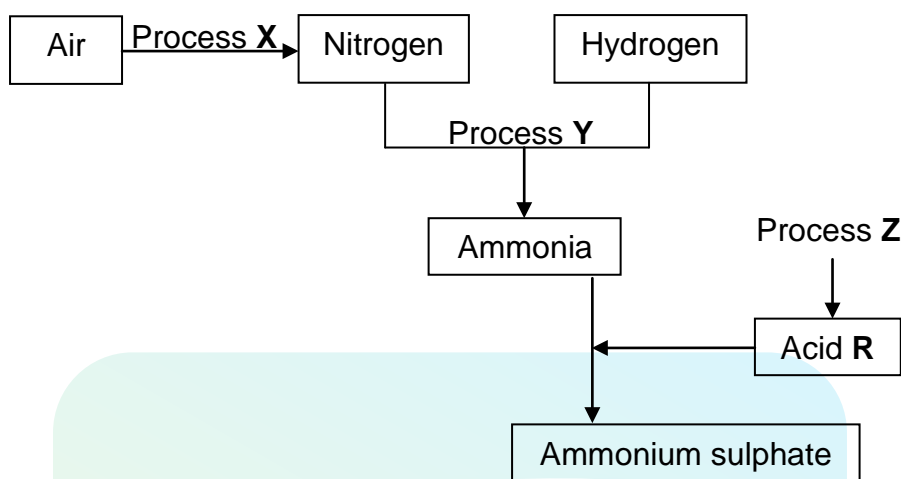 Air
Process X
Nitrogen
Hydrogen
Process Y
Ammonia
Process Z
Acid R
Ammonium sulphate